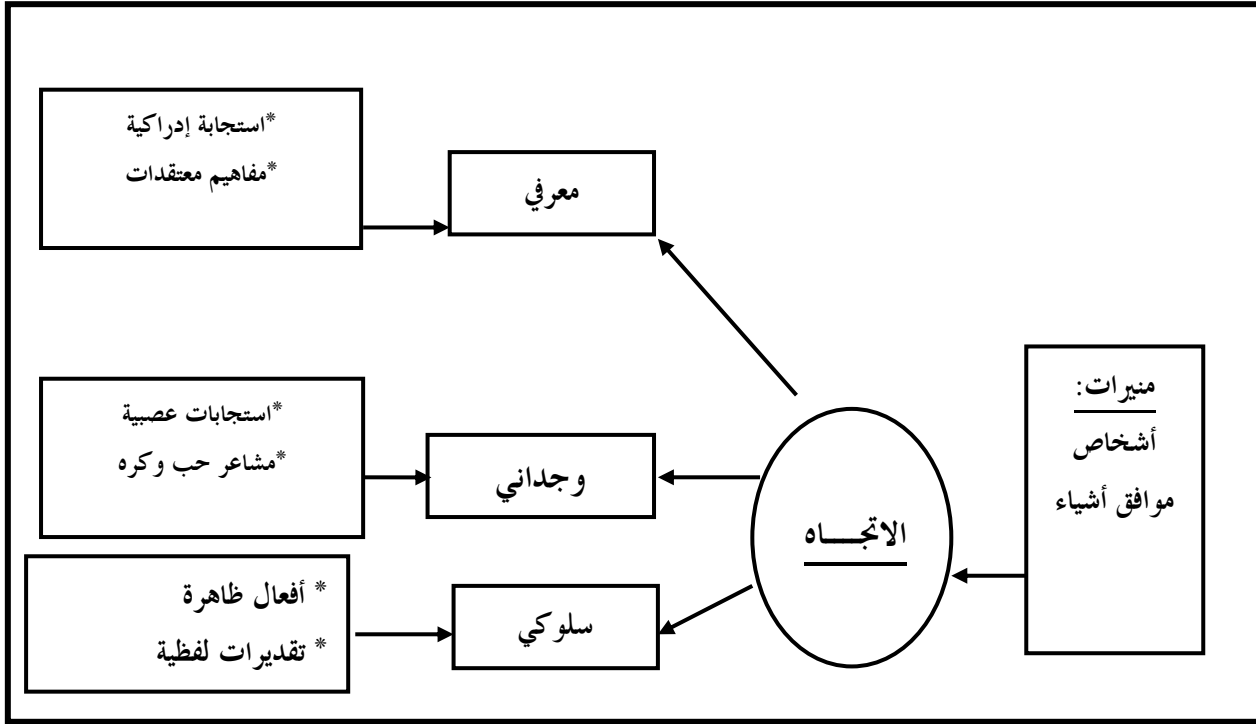 *استجابة إدراكية
*مفاهيم معتقدات
معرفي
منيرات:
أشخاص
موافق أشياء
*استجابات عصبية
*مشاعر حب وكره
وجداني
الاتجـــاه
* أفعال ظاهرة
* تقديرات لفظية
سلوكي